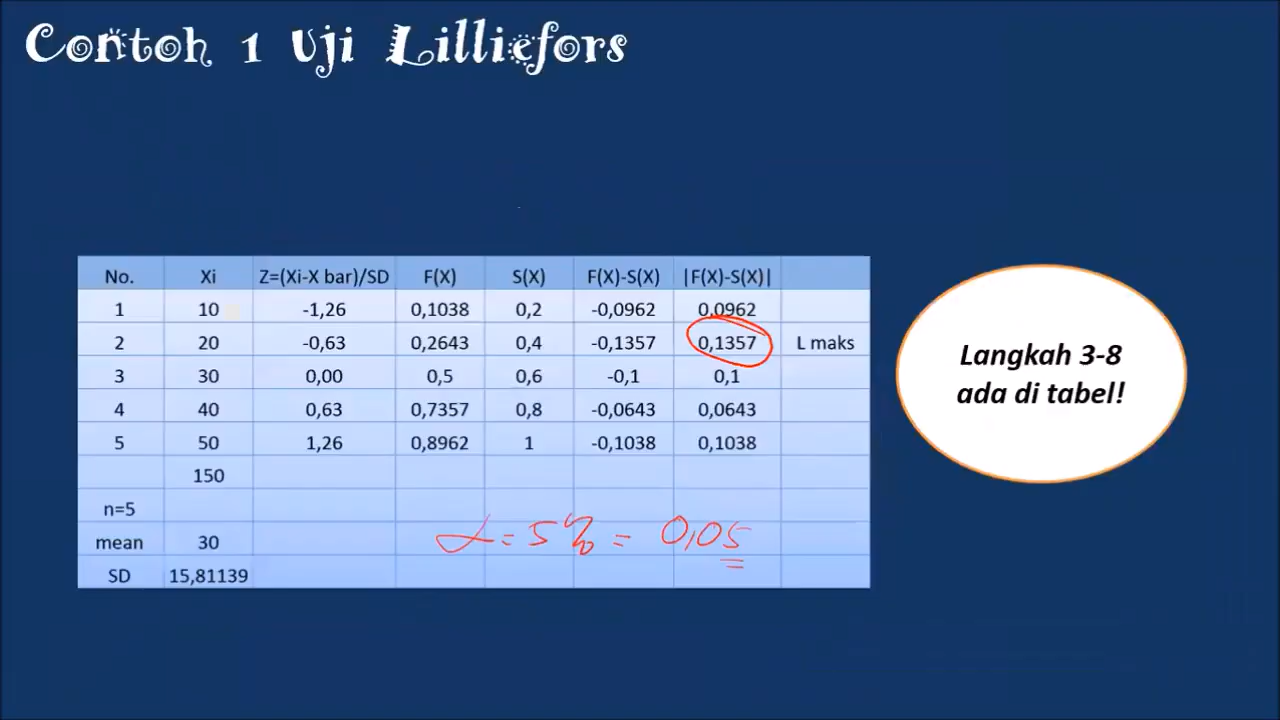 Contoh 1 Uji Lilliefors
No. Xi Z=(Xi-X bar)/SD F(X) S(X) F(X)-S(X) |F(X)-S(X)|
1 10 -1,26 0,1038 0,2 -0,0962 0,0962
2 20 -0,63 0,2643 0,4 -0,1357 0,1357 L maks
3 30 0,00 0,5 0,6 -0,1 0,1
4 40 0,63 0,7357 0,8 -0,0643 0,0643
5 50 1,26 0,8962 1 -0,1038 0,1038
150
n=5
mean 30
SD 15,81139
α = 5% = 0,05
Langkah 3-8
ada di tabel!